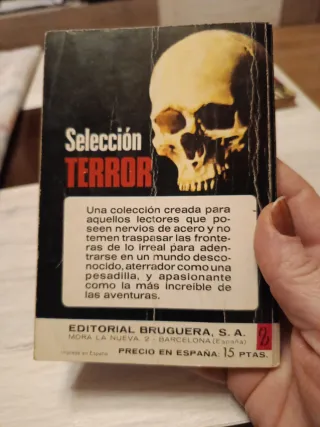 Selección
TERROR
Una colección creada para
aquellos lectores que po-
seen nervios de acero y no
temen traspasar las fronte-
ras de lo irreal para aden-
trarse en un mundo desco-
nocido, aterrador como una
pesadilla, y apasionante
como la más increible de
las aventuras.
EDITORIAL BRUGUERA, S. A.
MORA LA NUEVA, 2 - BARCELONA (España)
Impreso en España
PRECIO EN ESPAÑA: 15 PTAS.